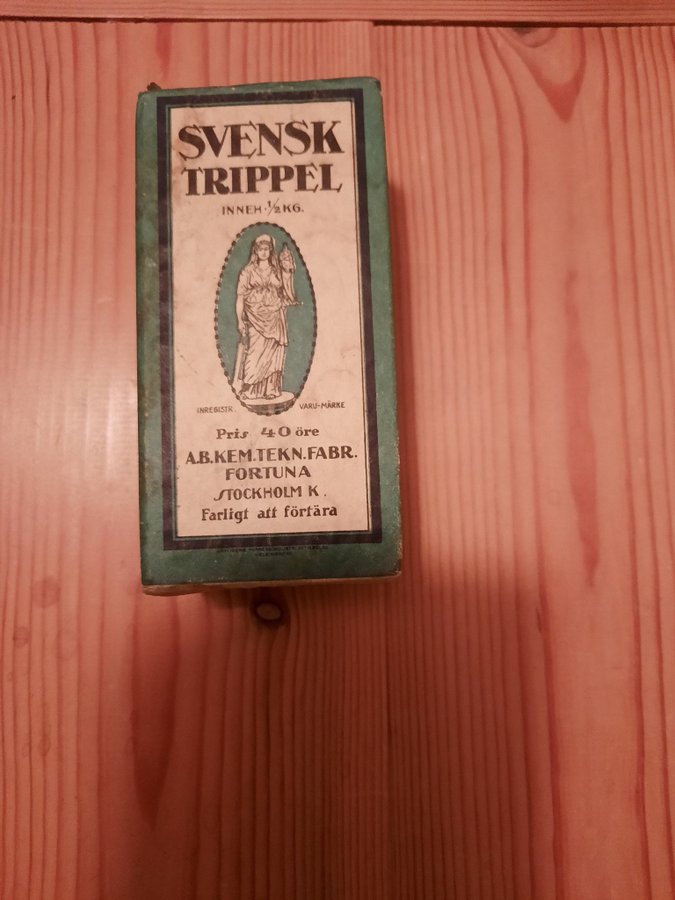 SVENSK
TRIPPEL
INNEH. 1/2 KG.
INREGISTR. VARU-MÄRKE
Pris 40 öre
A.B. KEM. TEKN. FABR.
FORTUNA
STOCKHOLM K.
Farligt att förtära